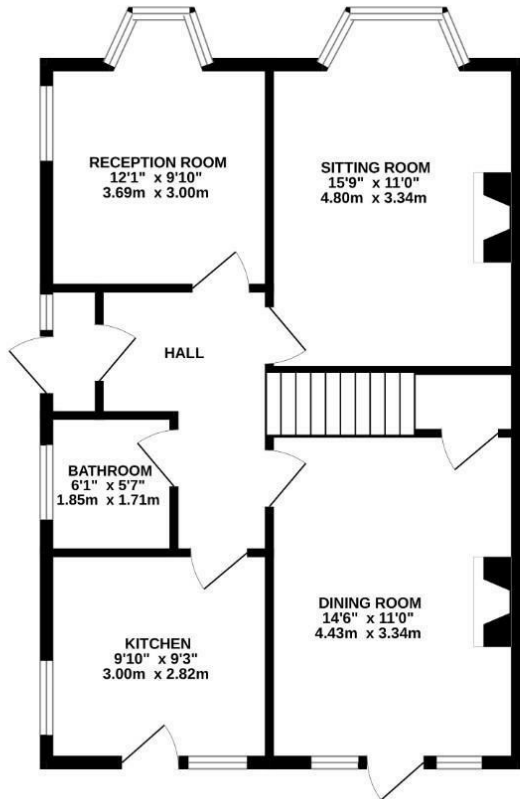 RECEPTION ROOM
12'1" x 9'10"
3.69m x 3.00m
SITTING ROOM
15'9" x 11'0"
4.80m x 3.34m
HALL
BATHROOM
6'1" x 5'7"
1.85m x 1.71m
DINING ROOM
14'6" x 11'0"
4.43m x 3.34m
KITCHEN
9'10" x 9'3"
3.00m x 2.82m